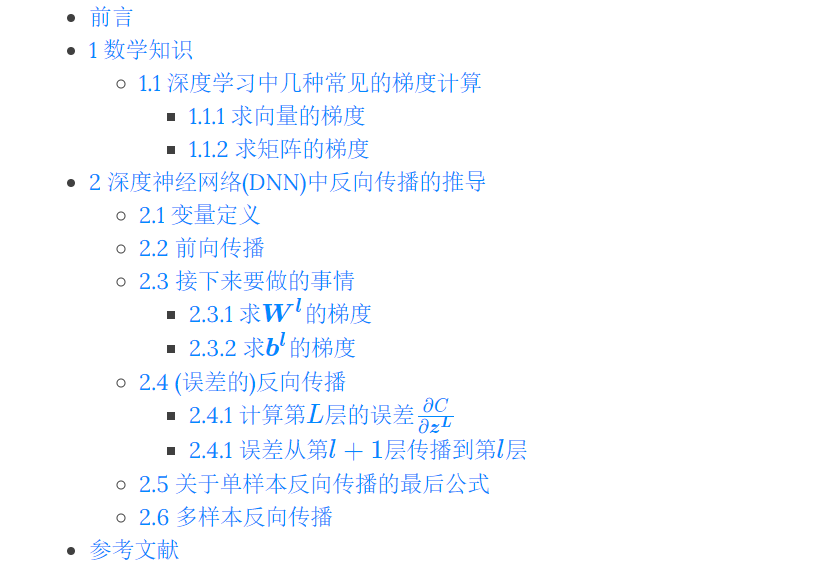 前言
1 数学知识
1.1 深度学习中几种常见的梯度计算
1.1.1 求向量的梯度
1.1.2 求矩阵的梯度
2 深度神经网络(DNN)中反向传播的推导
2.1 变量定义
2.2 前向传播
2.3 接下来要做的事情
2.3.1 求$\boldsymbol{W}^{\boldsymbol{l}}$的梯度
2.3.2 求$\boldsymbol{b}^{\boldsymbol{l}}$的梯度
2.4 (误差的)反向传播
2.4.1 计算第$L$层的误差$\frac{\partial C}{\partial \boldsymbol{z}^{\boldsymbol{L}}}$
2.4.1 误差从第$l+1$层传播到第$l$层
2.5 关于单样本反向传播的最后公式
2.6 多样本反向传播
参考文献